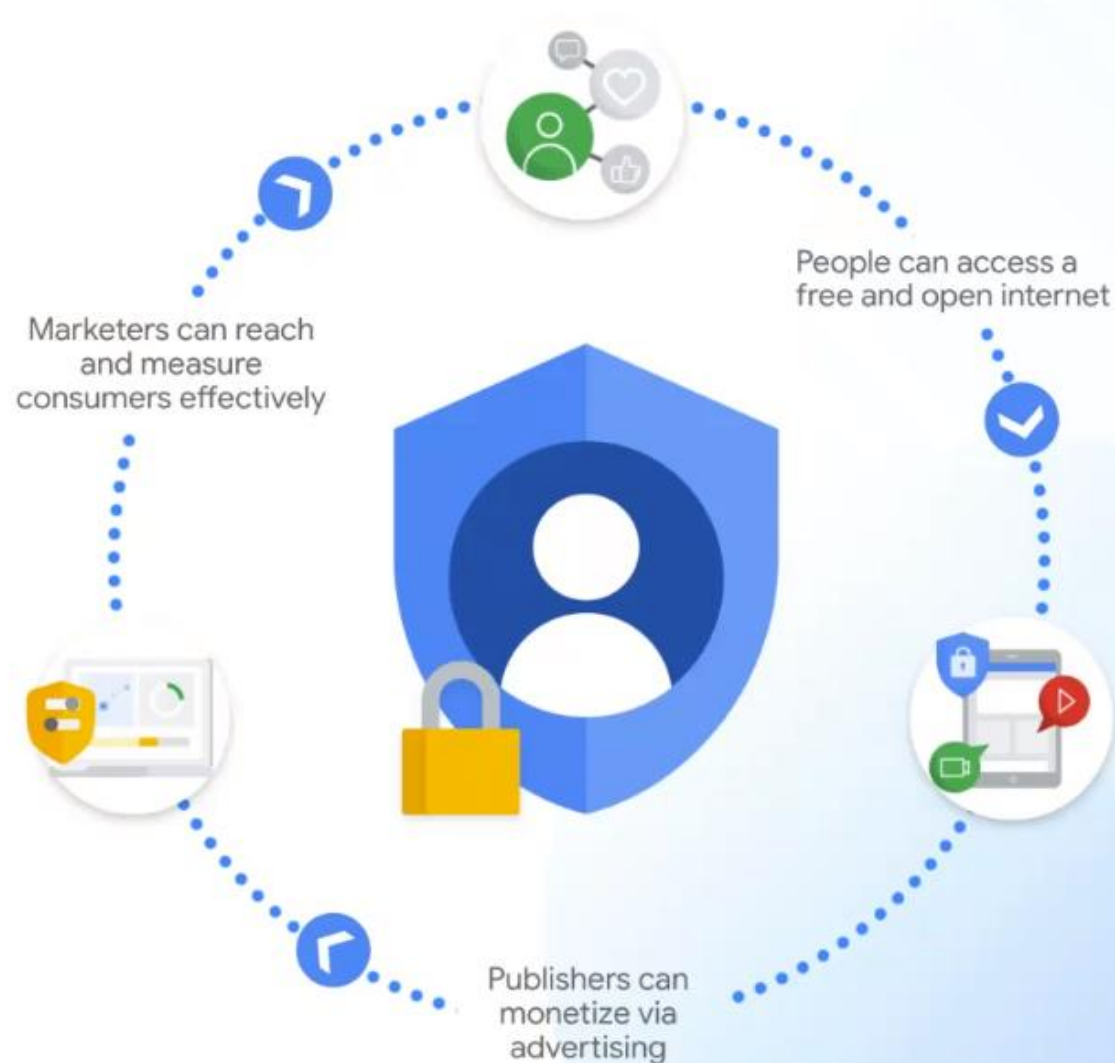 People can access a
free and open internet
Marketers can reach
and measure
consumers effectively
Publishers can
monetize via
advertising